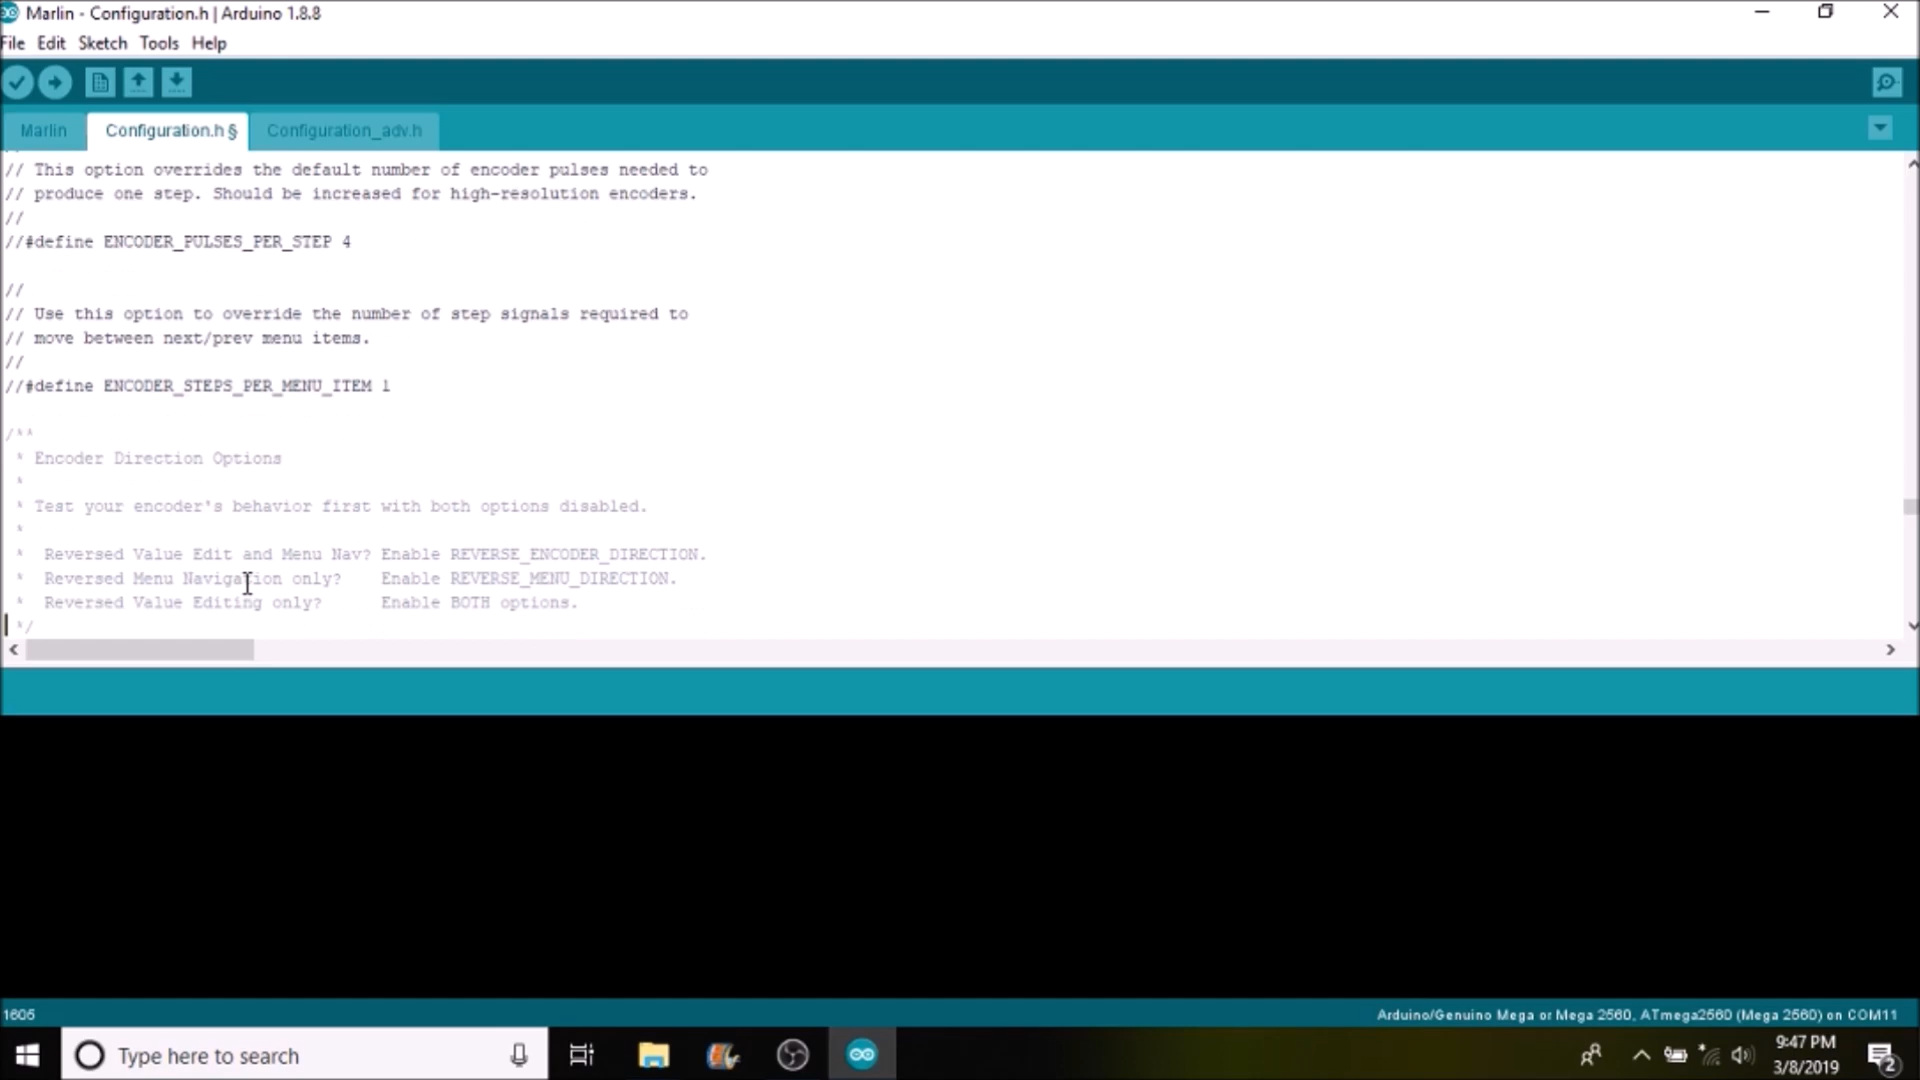 Marlin - Configuration.h | Arduino 1.8.8
File Edit Sketch Tools Help
Marlin Configuration.h § Configuration_adv.h
// This option overrides the default number of encoder pulses needed to
// produce one step. Should be increased for high-resolution encoders.
//
//#define ENCODER_PULSES_PER_STEP 4
//
// Use this option to override the number of step signals required to
// move between next/prev menu items.
//
//#define ENCODER_STEPS_PER_MENU_ITEM 1
/**
* Encoder Direction Options
*
* Test your encoder's behavior first with both options disabled.
*
* Reversed Value Edit and Menu Nav? Enable REVERSE_ENCODER_DIRECTION.
* Reversed Menu Navigation only? Enable REVERSE_MENU_DIRECTION.
* Reversed Value Editing only? Enable BOTH options.
*/
1605 Arduino/Genuino Mega or Mega 2560, ATmega2560 (Mega 2560) on COM11
Type here to search
9:47 PM
3/8/2019
2